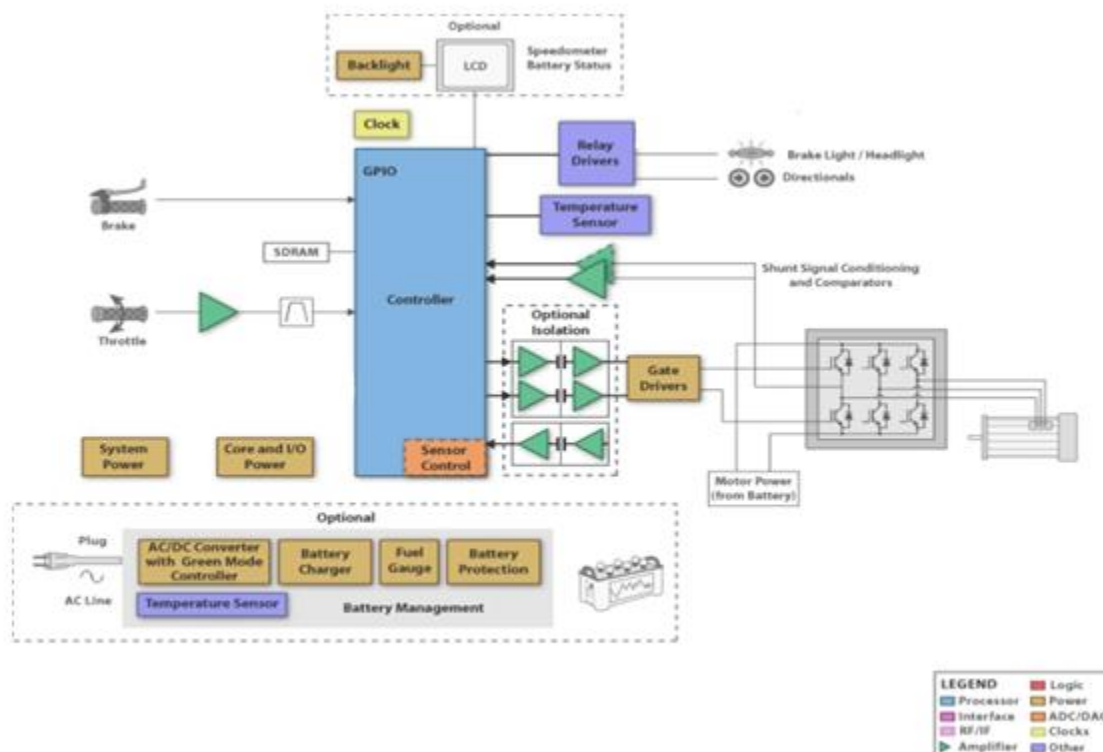 Optional
Backlight
LCD
Speedometer
Battery Status
Clock
GPIO
Relay
Drivers
Brake Light / Headlight
Directionals
Brake
Temperature
Sensor
SDRAM
Shunt Signal Conditioning
and Comparators
Controller
Throttle
Optional
Isolation
Gate
Drivers
System
Power
Core and I/O
Power
Sensor
Control
Motor Power
(from Battery)
Optional
Plug
AC Line
AC/DC Converter
with Green Mode
Controller
Battery
Charger
Fuel
Gauge
Battery
Protection
Temperature Sensor
Battery Management
LEGEND
Processor
Interface
RF/IF
Amplifier
Logic
Power
ADC/DAC
Clocks
Other